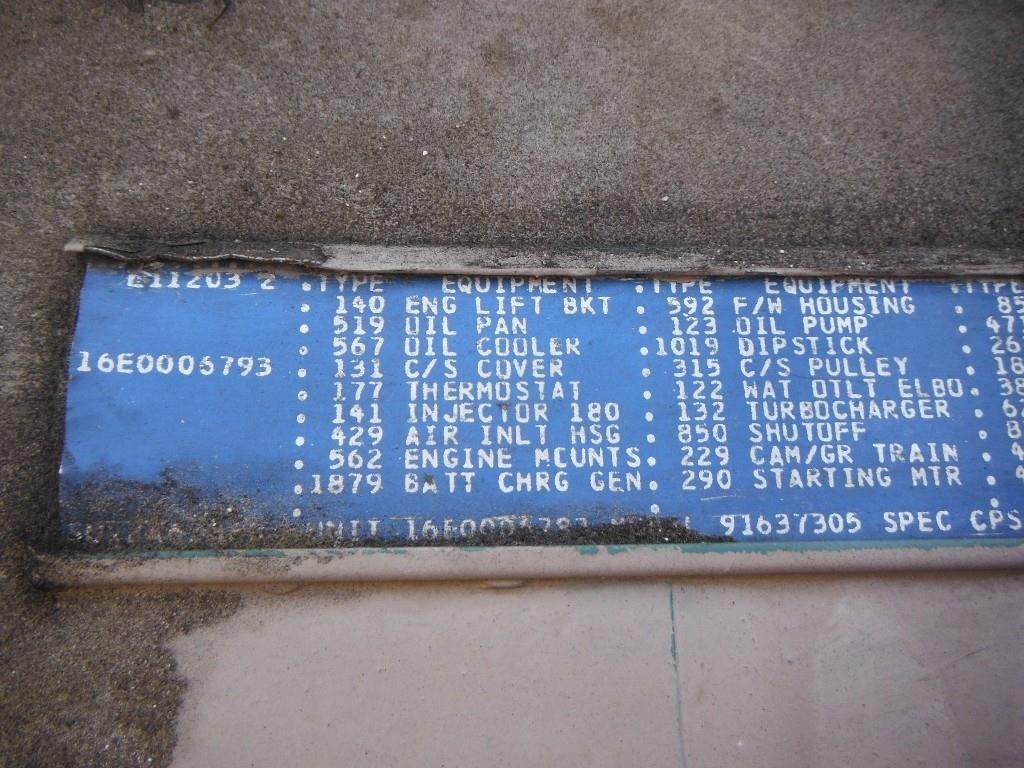 E11203 2 TYPE EQUIPMENT TYPE EQUIPMENT TYPE
140 ENG LIFT BKT 592 F/W HOUSING
519 OIL PAN 123 OIL PUMP
567 OIL COOLER 1019 DIPSTICK
16E0006793 131 C/S COVER 315 C/S PULLEY
177 THERMOSTAT 122 WAT OTLT ELBO
141 INJECTOR 180 132 TURBOCHARGER
429 AIR INLT HSG 850 SHUTOFF
562 ENGINE MOUNTS 229 CAM/GR TRAIN
1879 BATT CHRG GEN 290 STARTING MTR
UNIT 91637305 SPEC CPS